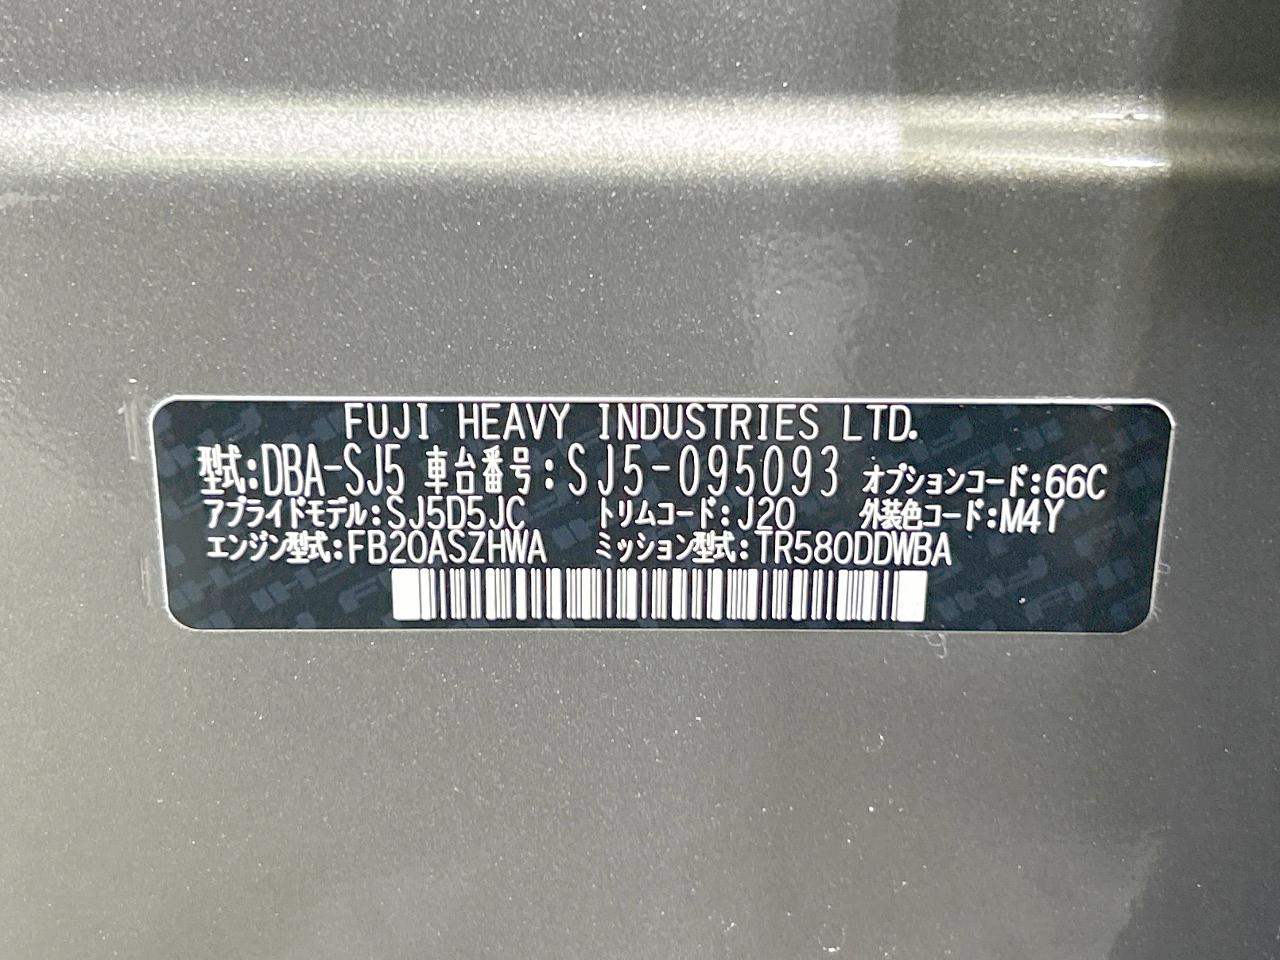 FUJI HEAVY INDUSTRIES LTD.
型式:DBA-SJ5 車台番号:SJ5-095093 オプションコード:66C
アプライドモデル:SJ5D5JC トリムコード:J20 外装色コード:M4Y
エンジン型式:FB20ASZHWA ミッション型式:TR580DDWBA